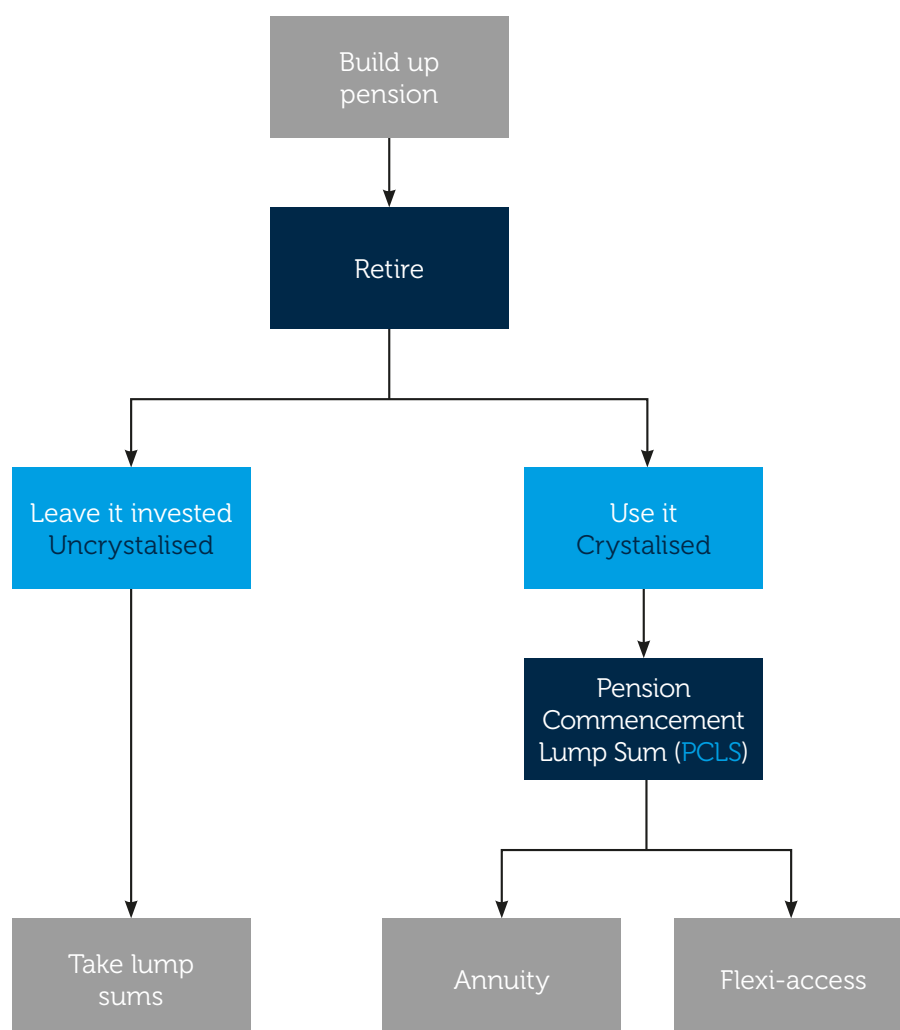 Build up
pension
Retire
Leave it invested
Uncrystalised
Use it
Crystalised
Pension
Commencement
Lump Sum (PCLS)
Take lump
sums
Annuity
Flexi-access